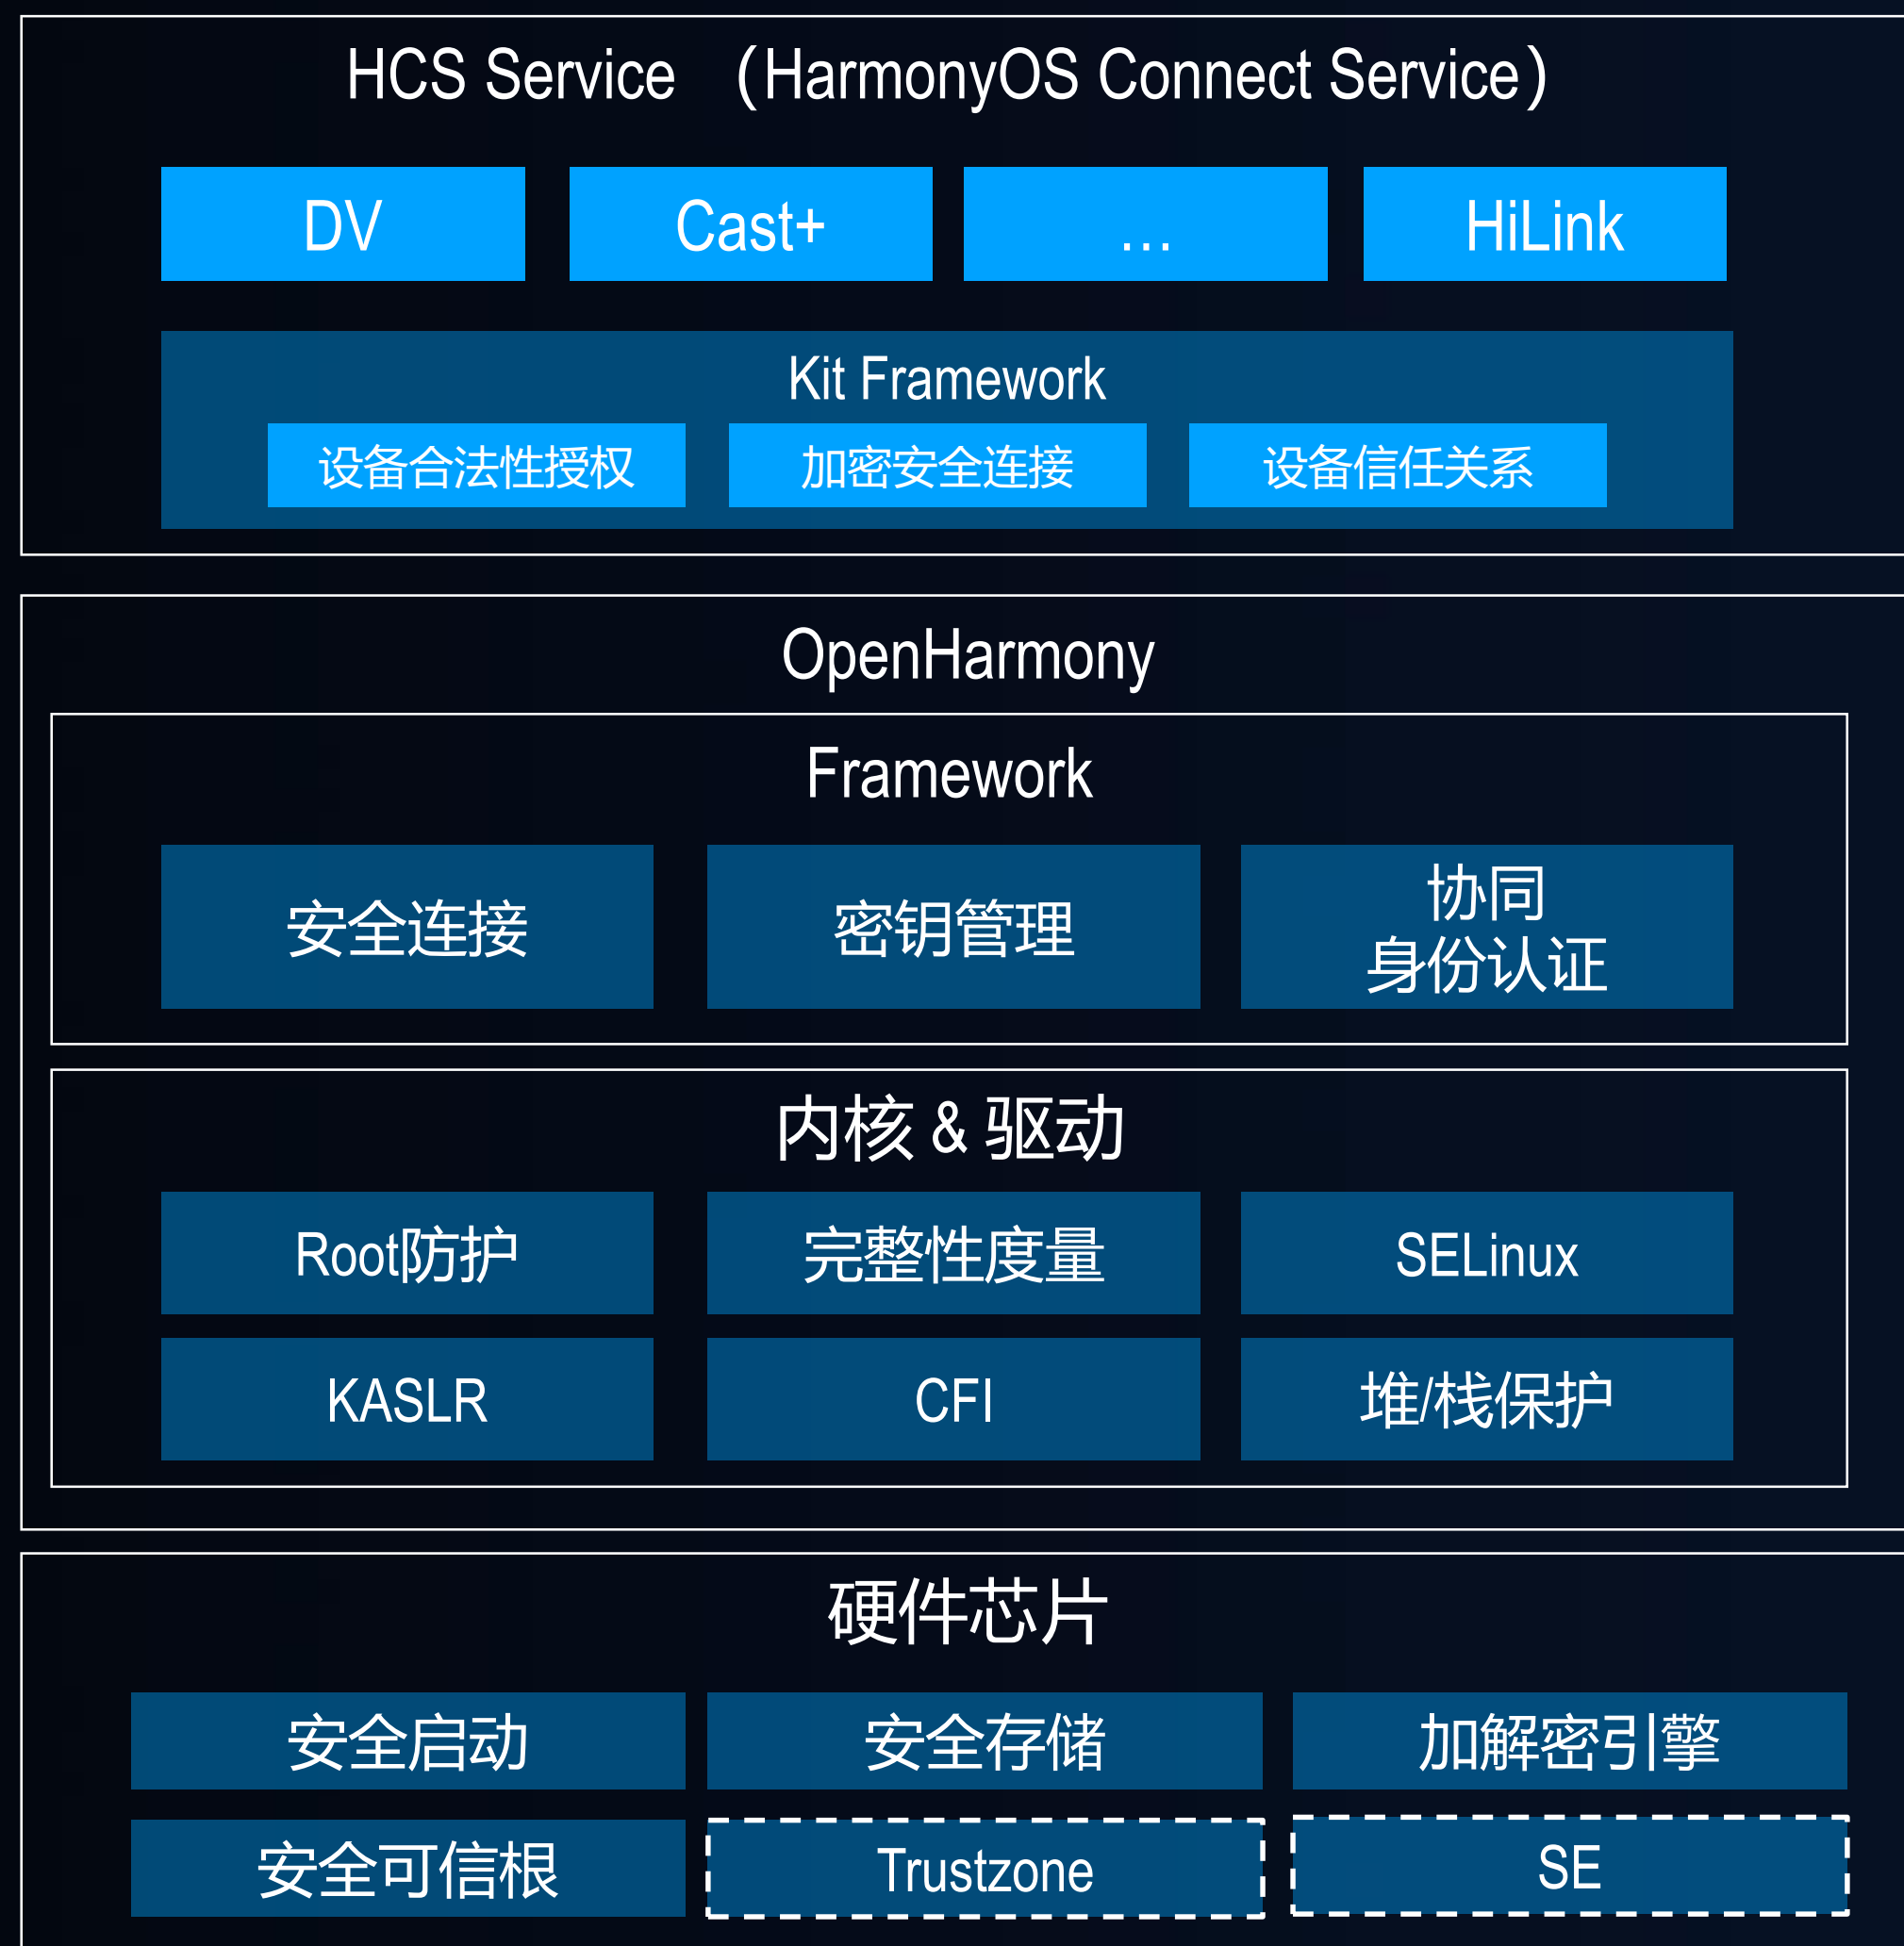 HCS Service （HarmonyOS Connect Service）
DV
Cast+
...
HiLink
Kit Framework
设备合法性授权
加密安全连接
设备信任关系
OpenHarmony
Framework
安全连接
密钥管理
协同
身份认证
内核 & 驱动
Root防护
完整性度量
SELinux
KASLR
CFI
堆/栈保护
硬件芯片
安全启动
安全存储
加解密引擎
安全可信根
Trustzone
SE